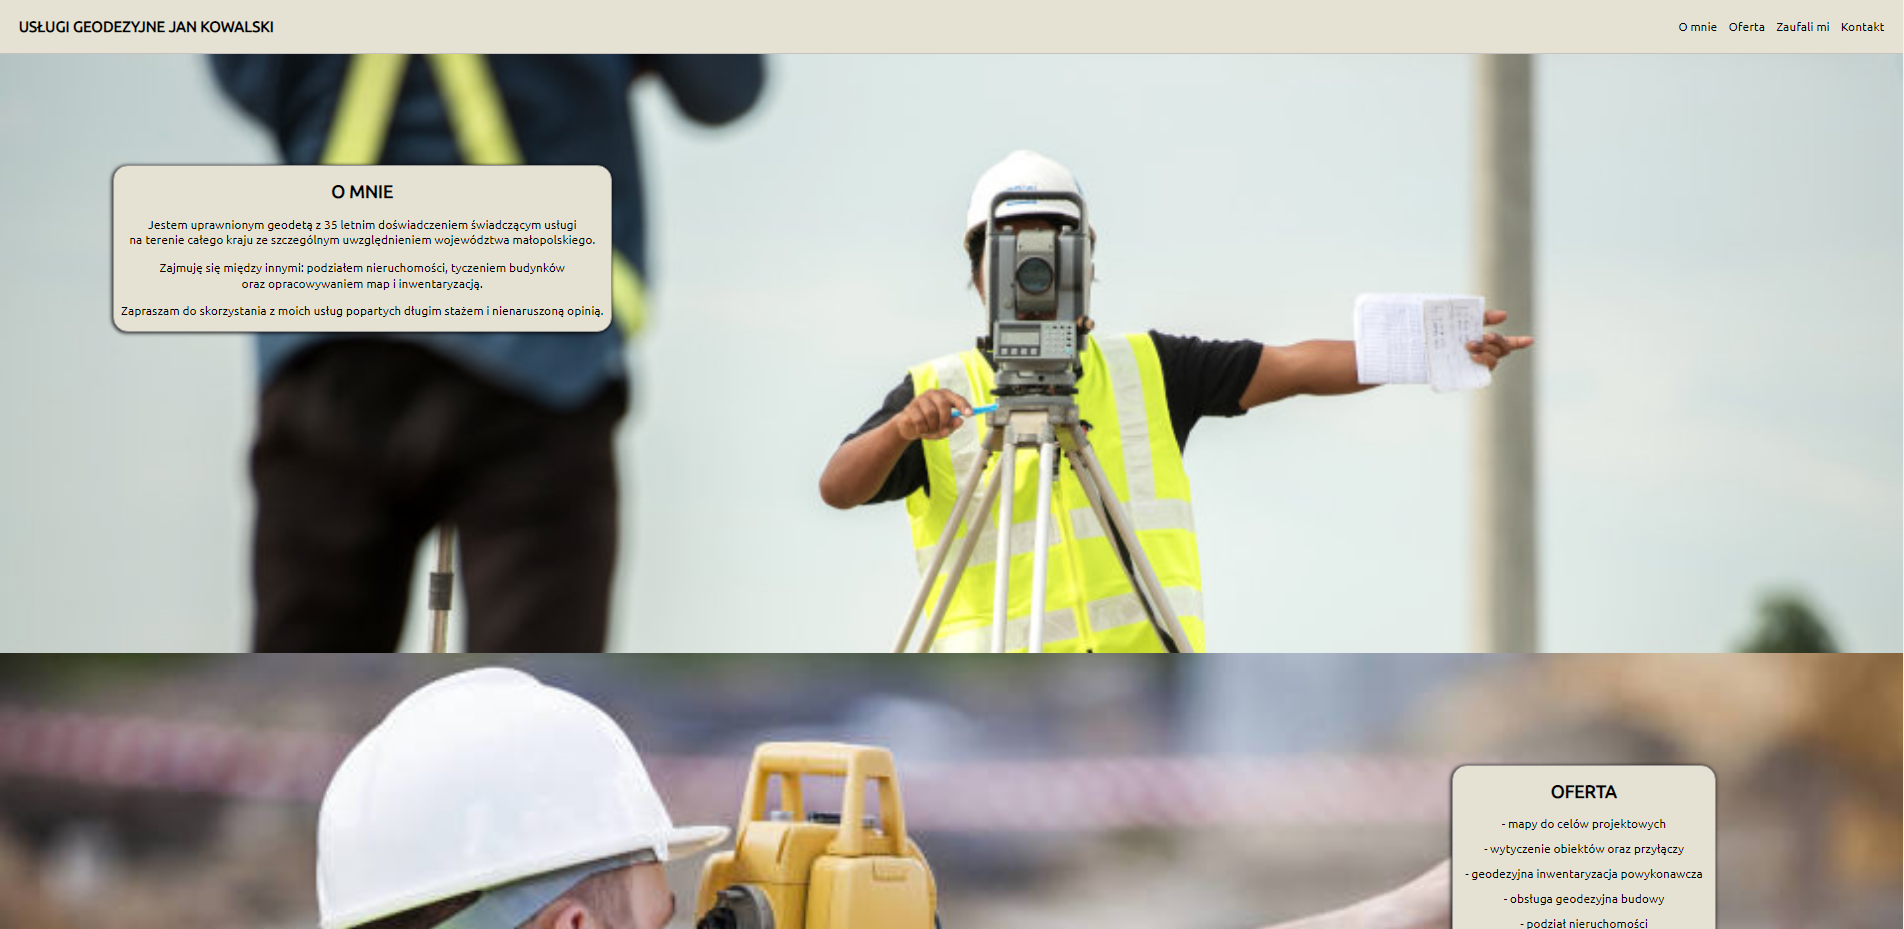 USŁUGI GEODEZYJNE JAN KOWALSKI
O mnie Oferta Zaufali mi Kontakt
O MNIE
Jestem uprawnionym geodetą z 35 letnim doświadczeniem świadczącym usługi
na terenie całego kraju ze szczególnym uwzględnieniem województwa małopolskiego.
Zajmuję się między innymi: podziałem nieruchomości, tyczeniem budynków
oraz opracowywaniem map i inwentaryzacją.
Zapraszam do skorzystania z moich usług popartych długim stażem i nienaruszoną opinią.
OFERTA
- mapy do celów projektowych
- wytyczenie obiektów oraz przyłączy
- geodezyjna inwentaryzacja powykonawcza
- obsługa geodezyjna budowy
- podział nieruchomości